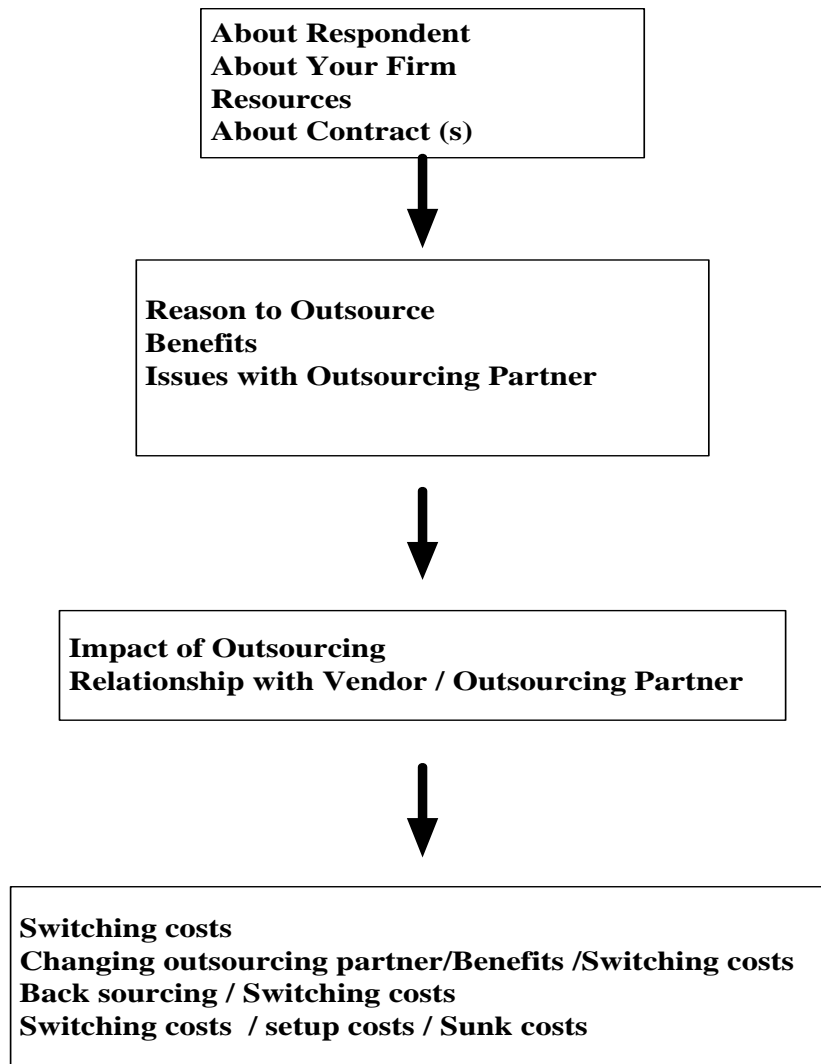 About Respondent
About Your Firm
Resources
About Contract (s)
Reason to Outsource
Benefits
Issues with Outsourcing Partner
Impact of Outsourcing
Relationship with Vendor / Outsourcing Partner
Switching costs
Changing outsourcing partner/Benefits /Switching costs
Back sourcing / Switching costs
Switching costs  / setup costs / Sunk costs